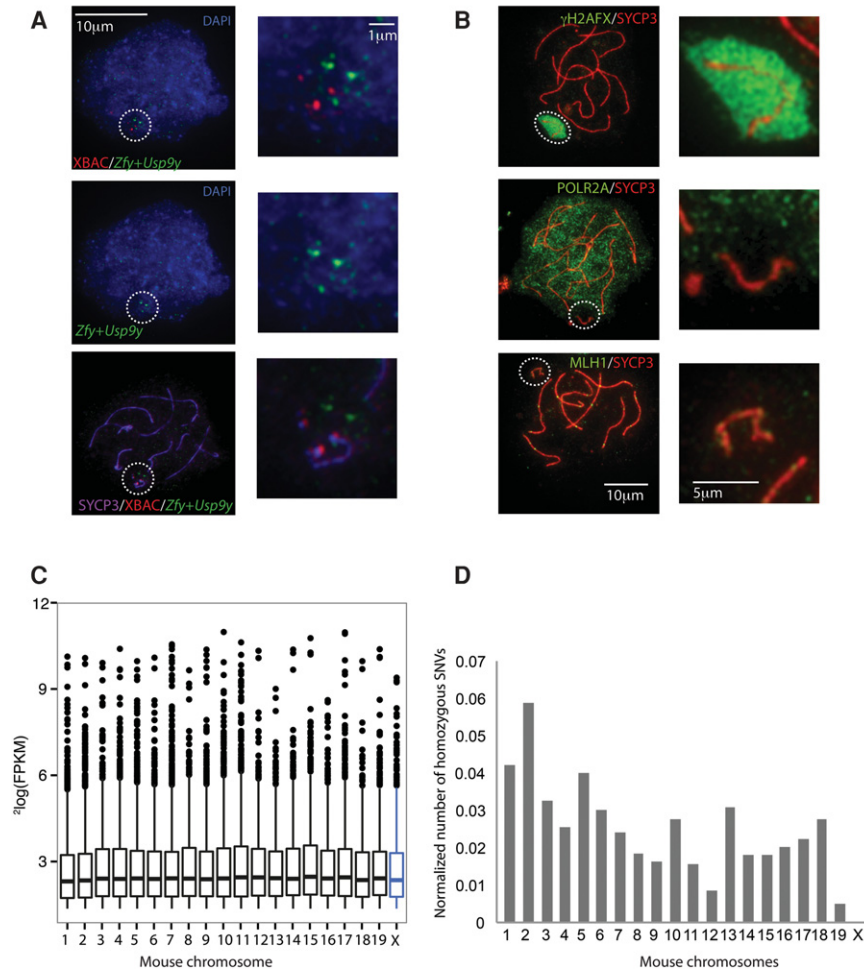 A
B
10μm
DAPI
1μm
XBAC/Zfy+Usp9y
Zfy+Usp9y
SYCP3/XBAC/Zfy+Usp9y
γH2AFX/SYCP3
POLR2A/SYCP3
MLH1/SYCP3
10μm
5μm
C
²log(FPKM)
12
9
6
3
1 2 3 4 5 6 7 8 9 10 11 12 13 14 15 16 17 18 19 X
Mouse chromosome
D
Normalized number of homozygous SNVs
0.07
0.06
0.05
0.04
0.03
0.02
0.01
0
1 2 3 4 5 6 7 8 9 10 11 12 13 14 15 16 17 18 19 X
Mouse chromosomes